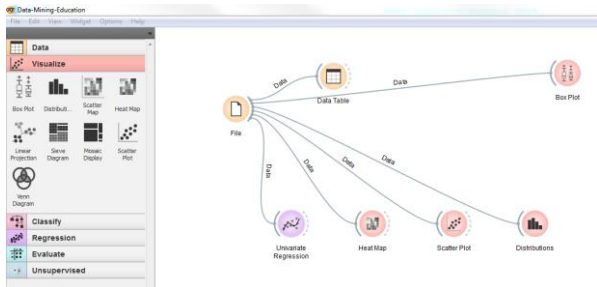 Data-Mining-Education
File Edit View Widget Options Help
Data
Visualize
Box Plot
Distributi...
Scatter Map
Heat Map
Linear Projection
Sieve Diagram
Mosaic Display
Scatter Plot
Venn Diagram
Classify
Regression
Evaluate
Unsupervised
File
Data
Data Table
Data
Box Plot
Data
Data
Data
Data
Univariate Regression
Heat Map
Scatter Plot
Distributions